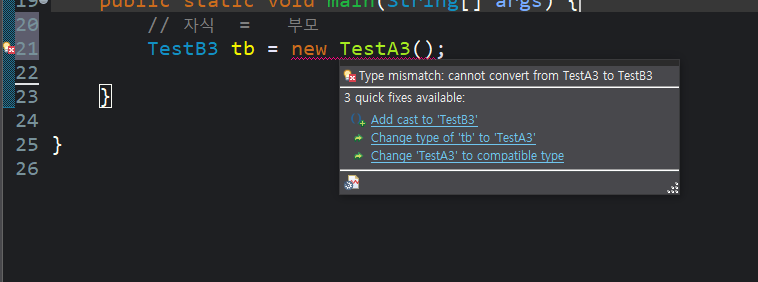 19 public static void main(String[] args) {
20 // 자식 = 부모
21 TestB3 tb = new TestA3();
22
23 }
24
25 }
26
Type mismatch: cannot convert from TestA3 to TestB3
3 quick fixes available:
Add cast to 'TestB3'
Change type of 'tb' to 'TestA3'
Change 'TestA3' to compatible type